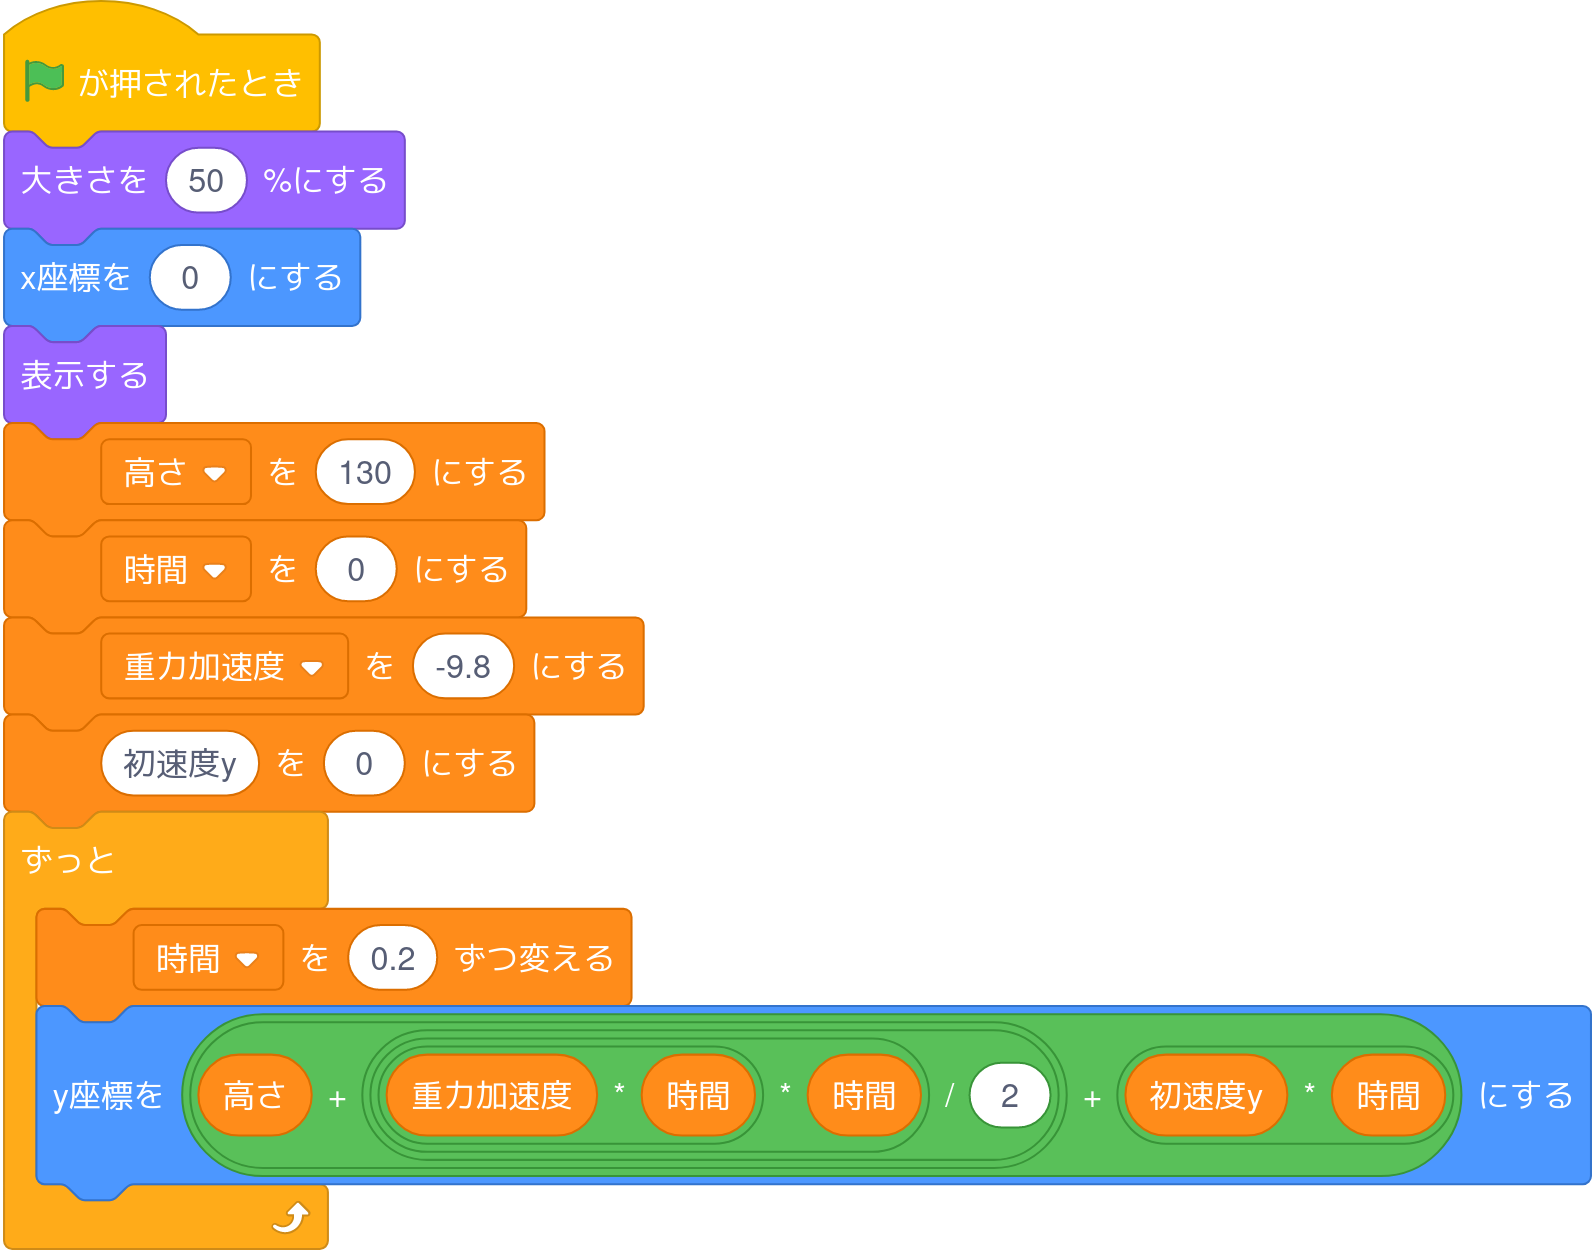 が押されたとき
大きさを 50 %にする
x座標を 0 にする
表示する
高さ を 130 にする
時間 を 0 にする
重力加速度 を -9.8 にする
初速度y を 0 にする
ずっと
時間 を 0.2 ずつ変える
y座標を 高さ + 重力加速度 * 時間 * 時間 / 2 + 初速度y * 時間 にする